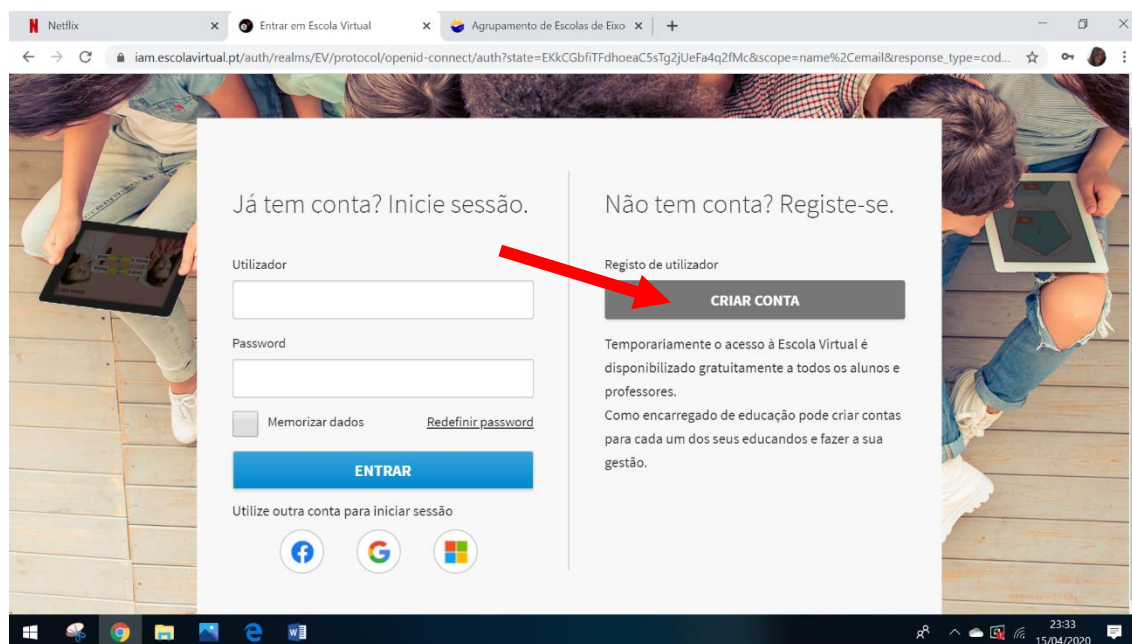 Netflix
Entrar em Escola Virtual
Agrupamento de Escolas de Eixo
iam.escolavirtual.pt/auth/realms/EV/protocol/openid-connect/auth?state=EKkCGbfiTFdhoeaC5sTg2jUeFa4q2fMc&scope=name%2Cemail&response_type=cod...
Já tem conta? Inicie sessão.
Utilizador
Password
Memorizar dados
Redefinir password
ENTRAR
Utilize outra conta para iniciar sessão
Não tem conta? Registe-se.
Registo de utilizador
CRIAR CONTA
Temporariamente o acesso à Escola Virtual é
disponibilizado gratuitamente a todos os alunos e
professores.
Como encarregado de educação pode criar contas
para cada um dos seus educandos e fazer a sua
gestão.
23:33
15/04/2020